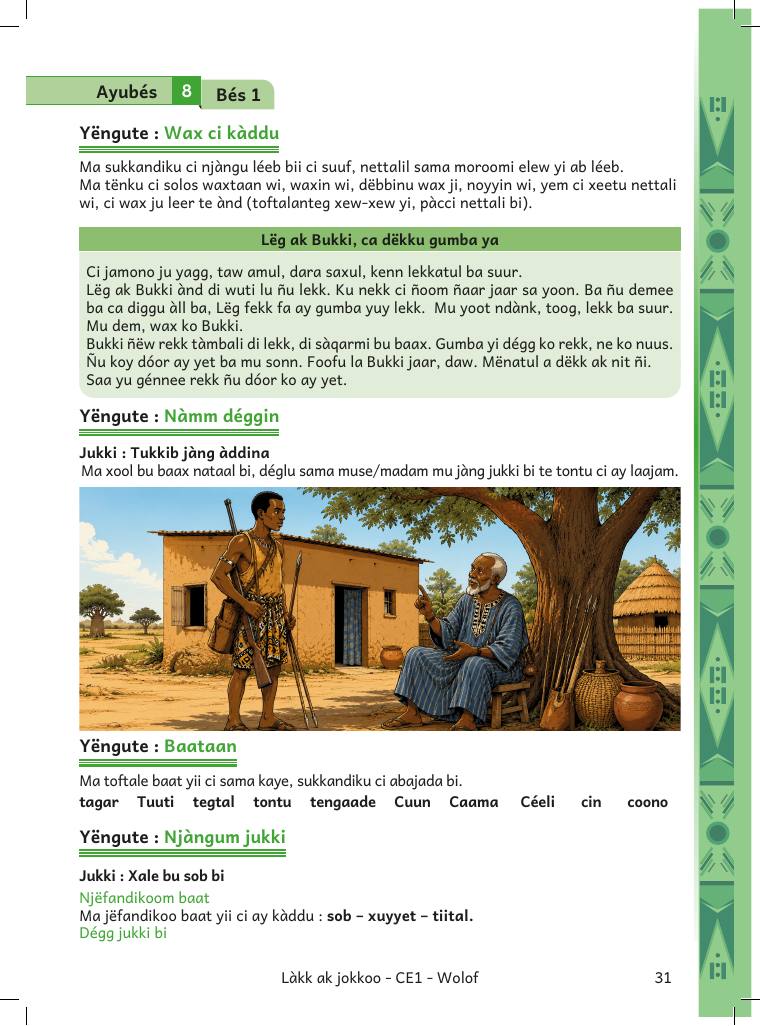 Ayubés 8 Bés 1
Yëngute : Wax ci kàddu
Ma sukkandiku ci njàngu léeb bii ci suuf, nettalil sama moroomi elew yi ab léeb.
Ma tënku ci solos waxtaan wi, waxin wi, dëbbinu wax ji, noyyin wi, yem ci xeetu nettali
wi, ci wax ju leer te ànd (toftalanteg xew-xew yi, pàcci nettali bi).
Lëg ak Bukki, ca dëkku gumba ya
Ci jamono ju yagg, taw amul, dara saxul, kenn lekkatul ba suur.
Lëg ak Bukki ànd di wuti lu ñu lekk. Ku nekk ci ñoom ñaar jaar sa yoon. Ba ñu demee
ba ca diggu àll ba, Lëg fekk fa ay gumba yuy lekk. Mu yoot ndànk, toog, lekk ba suur.
Mu dem, wax ko Bukki.
Bukki ñëw rekk tàmbali di lekk, di sàqarmi bu baax. Gumba yi dégg ko rekk, ne ko nuus.
Ñu koy dóor ay yet ba mu sonn. Foofu la Bukki jaar, daw. Mënatul a dëkk ak nit ñi.
Saa yu génnee rekk ñu dóor ko ay yet.
Yëngute : Nàmm déggin
Jukki : Tukkib jàng àddina
Ma xool bu baax nataal bi, déglu sama muse/madam mu jàng jukki bi te tontu ci ay laajam.
Yëngute : Baataan
Ma toftale baat yii ci sama kaye, sukkandiku ci abajada bi.
tagar Tuuti tegtal tontu tengaade Cuun Caama Céeli cin coono
Yëngute : Njàngum jukki
Jukki : Xale bu sob bi
Njëfandikoom baat
Ma jëfandikoo baat yii ci ay kàddu : sob – xuyyet – tiital.
Dégg jukki bi
Làkk ak jokkoo - CE1 - Wolof 31